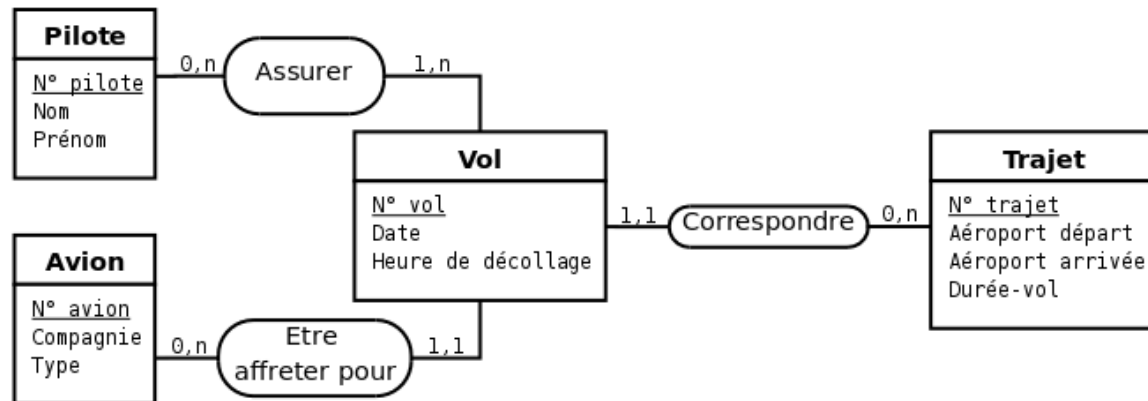 Pilote
N° pilote
Nom
Prénom
0,n
Assurer
1,n
Vol
N° vol
Date
Heure de décollage
1,1
Correspondre
0,n
Trajet
N° trajet
Aéroport départ
Aéroport arrivée
Durée-vol
Avion
N° avion
Compagnie
Type
0,n
Etre
affreter pour
1,1